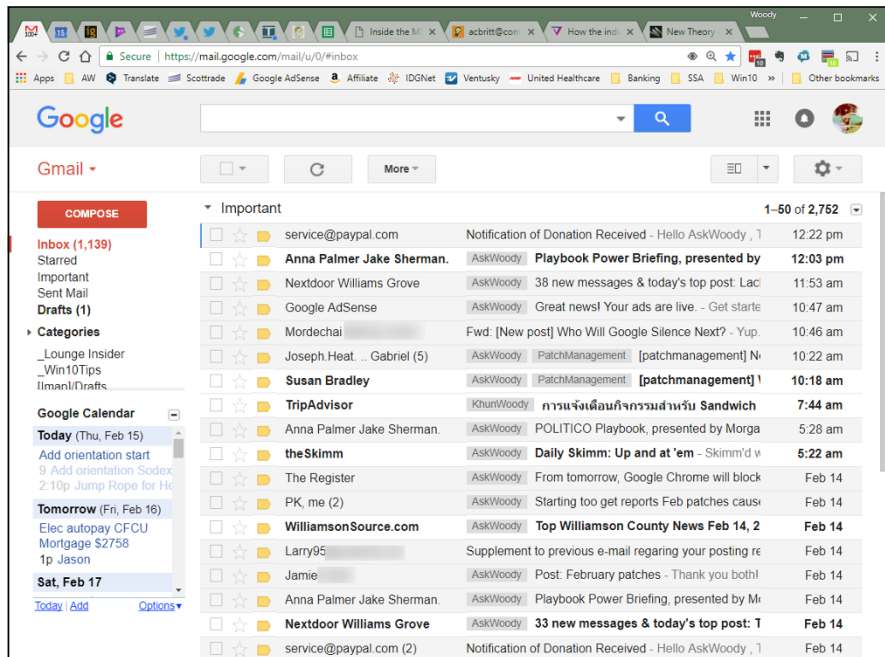 Woody
100+ 15 ig Inside the M acbritt@com How the ind New Theory
Secure https://mail.google.com/mail/u/0/#inbox
Apps AW Translate Scottrade Google AdSense Affiliate IDGNet Ventusky United Healthcare Banking SSA Win10 » Other bookmarks
Google
Gmail
More
COMPOSE
Important
1–50 of 2,752
Inbox (1,139)
Starred
Important
Sent Mail
Drafts (1)
Categories
_Lounge Insider
_Win10Tips
[Imap]/Drafts
Google Calendar
Today (Thu, Feb 15)
Add orientation start
9 Add orientation Sodex
2:10p Jump Rope for He
Tomorrow (Fri, Feb 16)
Elec autopay CFCU
Mortgage $2758
1p Jason
Sat, Feb 17
Today | Add Options
service@paypal.com Notification of Donation Received - Hello AskWoody , T 12:22 pm
Anna Palmer Jake Sherman. AskWoody Playbook Power Briefing, presented by 12:03 pm
Nextdoor Williams Grove AskWoody 38 new messages & today's top post: Lac 11:53 am
Google AdSense AskWoody Great news! Your ads are live. - Get starte 10:47 am
Mordechai Fwd: [New post] Who Will Google Silence Next? - Yup. 10:46 am
Joseph.Heat. .. Gabriel (5) AskWoody PatchManagement [patchmanagement] Ne 10:22 am
Susan Bradley AskWoody PatchManagement [patchmanagement] 10:18 am
TripAdvisor KhunWoody การแจ้งเตือนกิจกรรมสำหรับ Sandwich 7:44 am
Anna Palmer Jake Sherman. AskWoody POLITICO Playbook, presented by Morga 5:28 am
theSkimm AskWoody Daily Skimm: Up and at 'em - Skimm'd w 5:22 am
The Register AskWoody From tomorrow, Google Chrome will block Feb 14
PK, me (2) AskWoody Starting too get reports Feb patches cause Feb 14
WilliamsonSource.com AskWoody Top Williamson County News Feb 14, 2 Feb 14
Larry95 Supplement to previous e-mail regaring your posting re Feb 14
Jamie AskWoody Post: February patches - Thank you both! Feb 14
Anna Palmer Jake Sherman. AskWoody Playbook Power Briefing, presented by Mo Feb 14
Nextdoor Williams Grove AskWoody 33 new messages & today's top post: T Feb 14
service@paypal.com (2) Notification of Donation Received - Hello AskWoody , T Feb 14